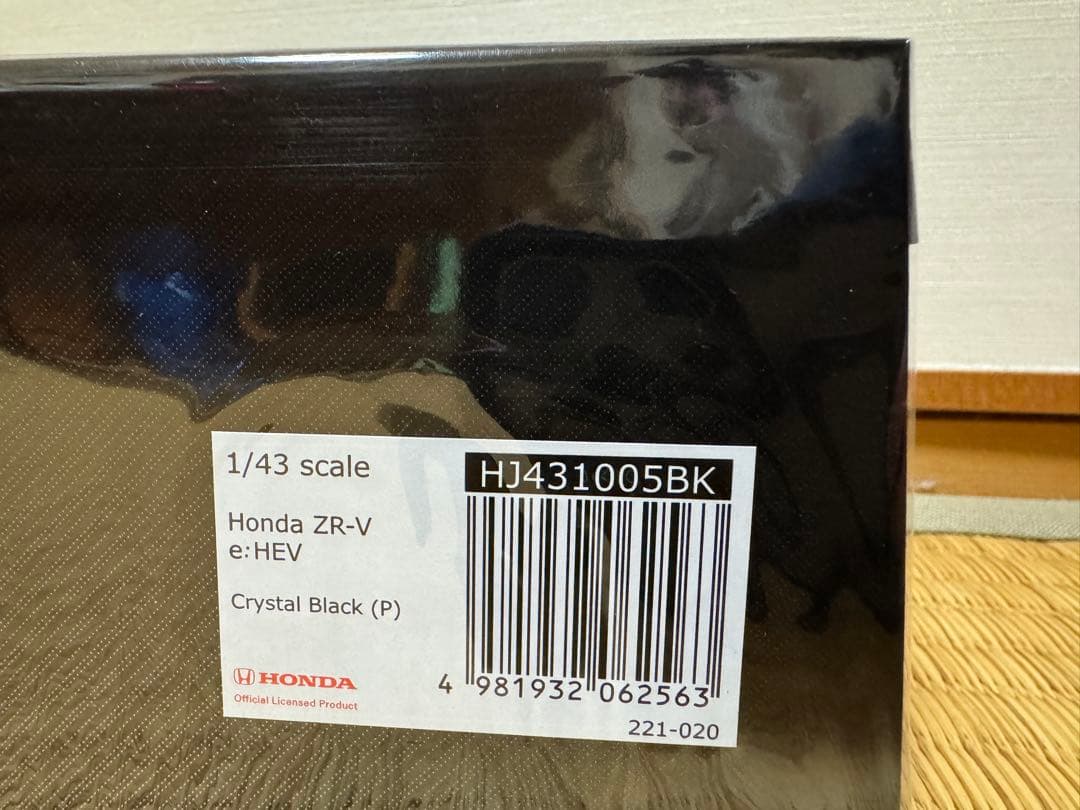 1/43 scale
HJ431005BK
Honda ZR-V
e:HEV
Crystal Black (P)
HONDA
Official Licensed Product
4 981932 062563
221-020